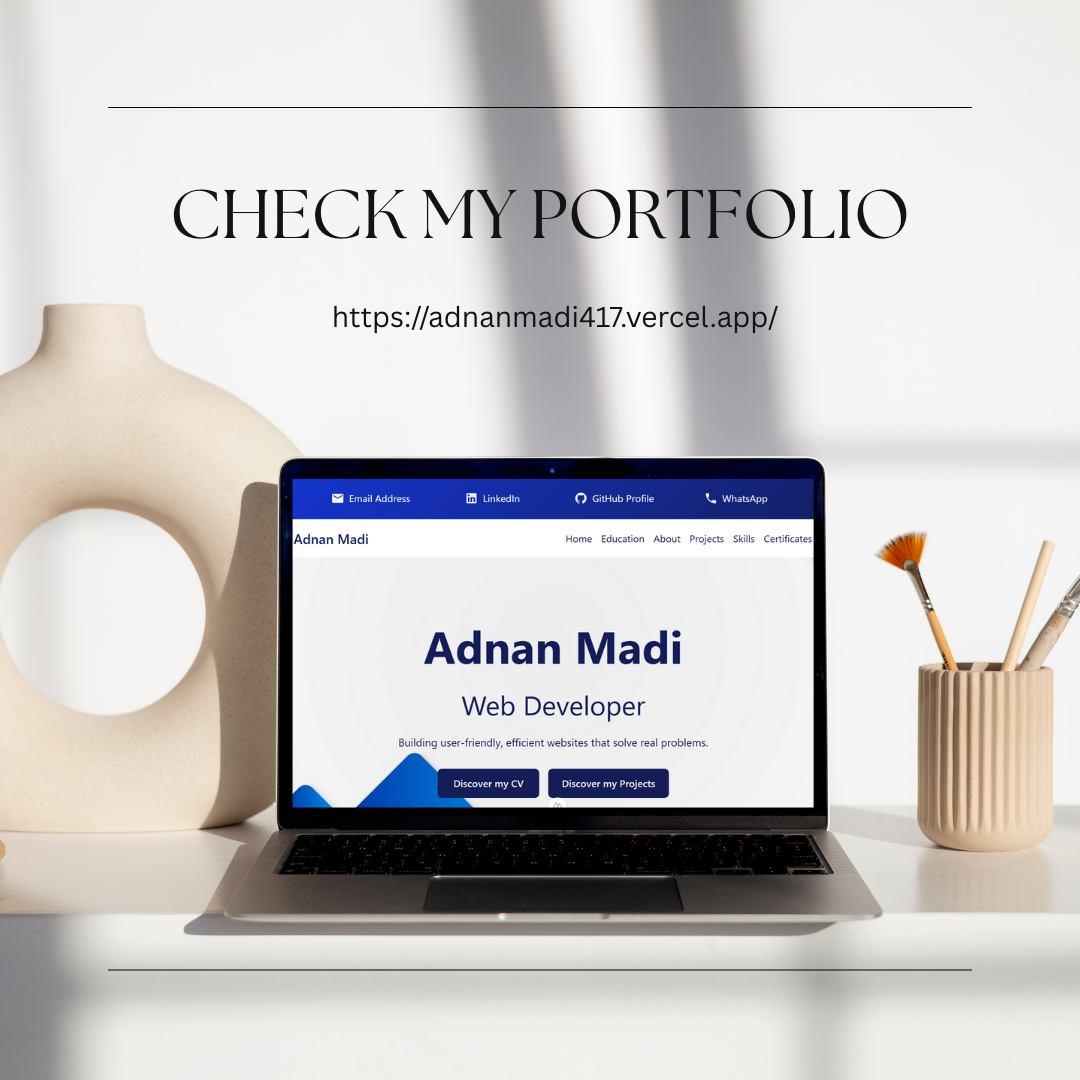 CHECK MY PORTFOLIO
https://adnanmadi417.vercel.app/
Email Address LinkedIn GitHub Profile WhatsApp
Adnan Madi Home Education About Projects Skills Certificates
Adnan Madi
Web Developer
Building user-friendly, efficient websites that solve real problems.
Discover my CV Discover my Projects